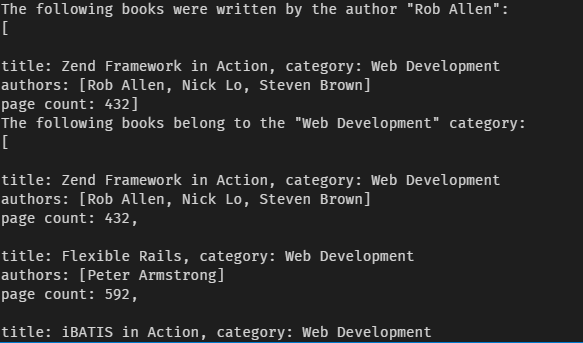 The following books were written by the author "Rob Allen":
[
title: Zend Framework in Action, category: Web Development
authors: [Rob Allen, Nick Lo, Steven Brown]
page count: 432]
The following books belong to the "Web Development" category:
[
title: Zend Framework in Action, category: Web Development
authors: [Rob Allen, Nick Lo, Steven Brown]
page count: 432,
title: Flexible Rails, category: Web Development
authors: [Peter Armstrong]
page count: 592,
title: iBATIS in Action, category: Web Development